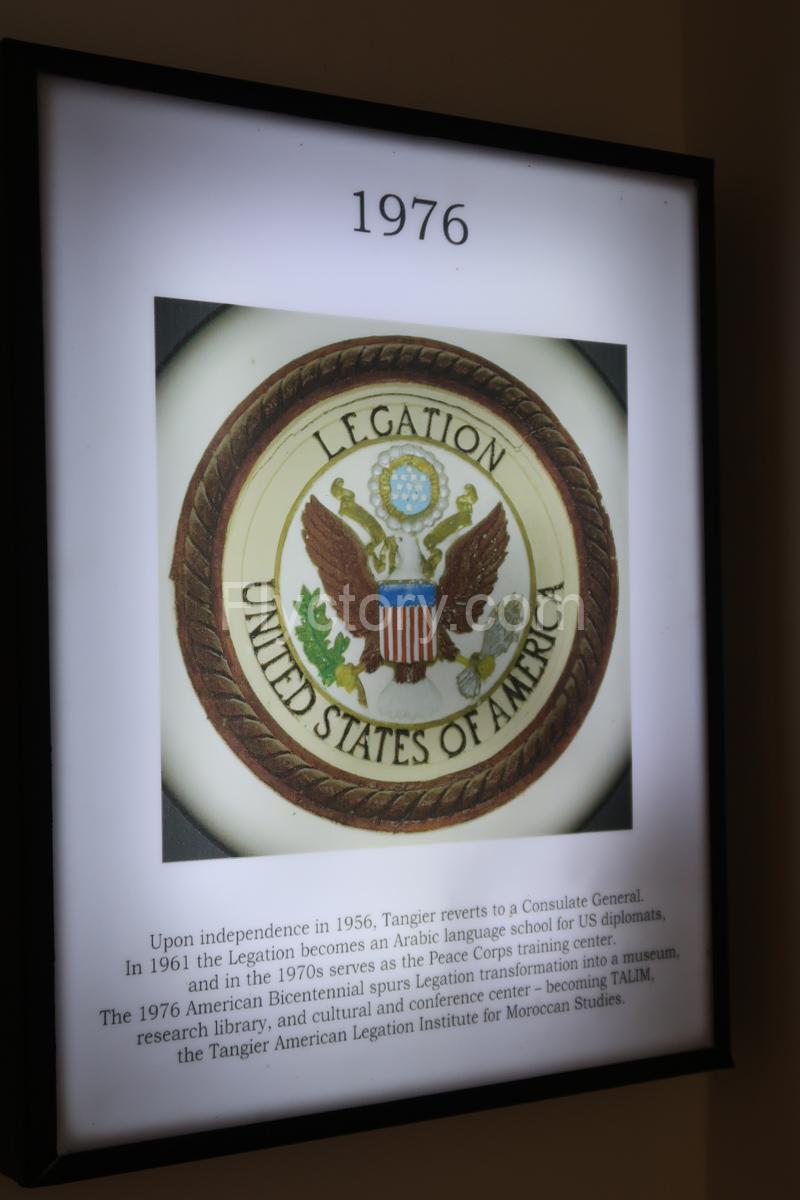 1976
LEGATION
UNITED STATES OF AMERICA
Flyctory.com
Upon independence in 1956, Tangier reverts to a Consulate General.
In 1961 the Legation becomes an Arabic language school for US diplomats,
and in the 1970s serves as the Peace Corps training center.
The 1976 American Bicentennial spurs Legation transformation into a museum,
research library, and cultural and conference center – becoming TALIM,
the Tangier American Legation Institute for Moroccan Studies.